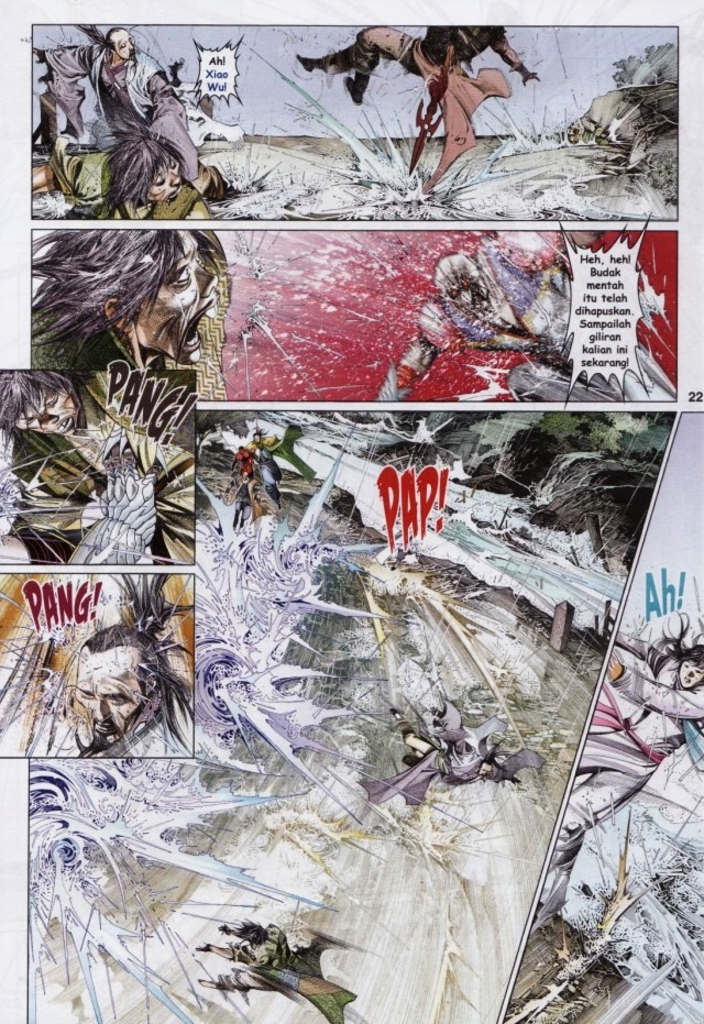 Ah!
Xiao
Wu!
Heh, heh!
Budak
mentah
itu telah
dihapuskan.
Sampailah
giliran
kalian ini
sekarang!
22
PANG!
PAP!
PANG!
Ah!